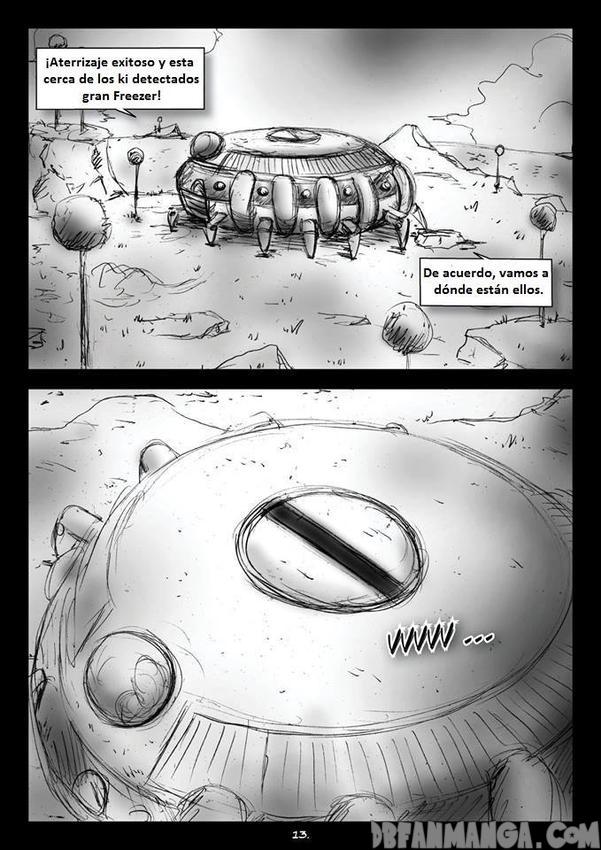 ¡Aterrizaje exitoso y esta
cerca de los ki detectados
gran Freezer!
De acuerdo, vamos a
dónde están ellos.
WWW ...
13.
DBFANMANGA.COM